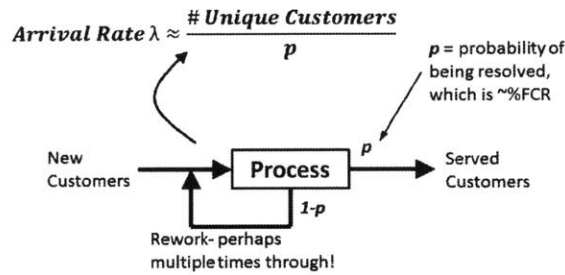 Arrival Rate λ ≈ # Unique Customers / p
p = probability of
being resolved,
which is ~%FCR
p
New
Customers
Process
Served
Customers
1-p
Rework- perhaps
multiple times through!